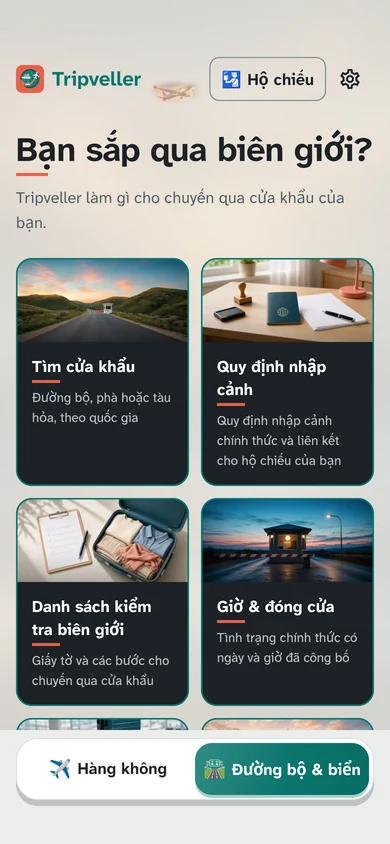 Tripveller
Hộ chiếu
Bạn sắp qua biên giới?
Tripveller làm gì cho chuyến qua cửa khẩu của
bạn.
Tìm cửa khẩu
Đường bộ, phà hoặc tàu
hỏa, theo quốc gia
Quy định nhập
cảnh
Quy định nhập cảnh
chính thức và liên kết
cho hộ chiếu của bạn
Danh sách kiểm
tra biên giới
Giấy tờ và các bước cho
chuyến qua cửa khẩu
Giờ & đóng cửa
Tình trạng chính thức có
ngày và giờ đã công bố
Hàng không
Đường bộ & biển